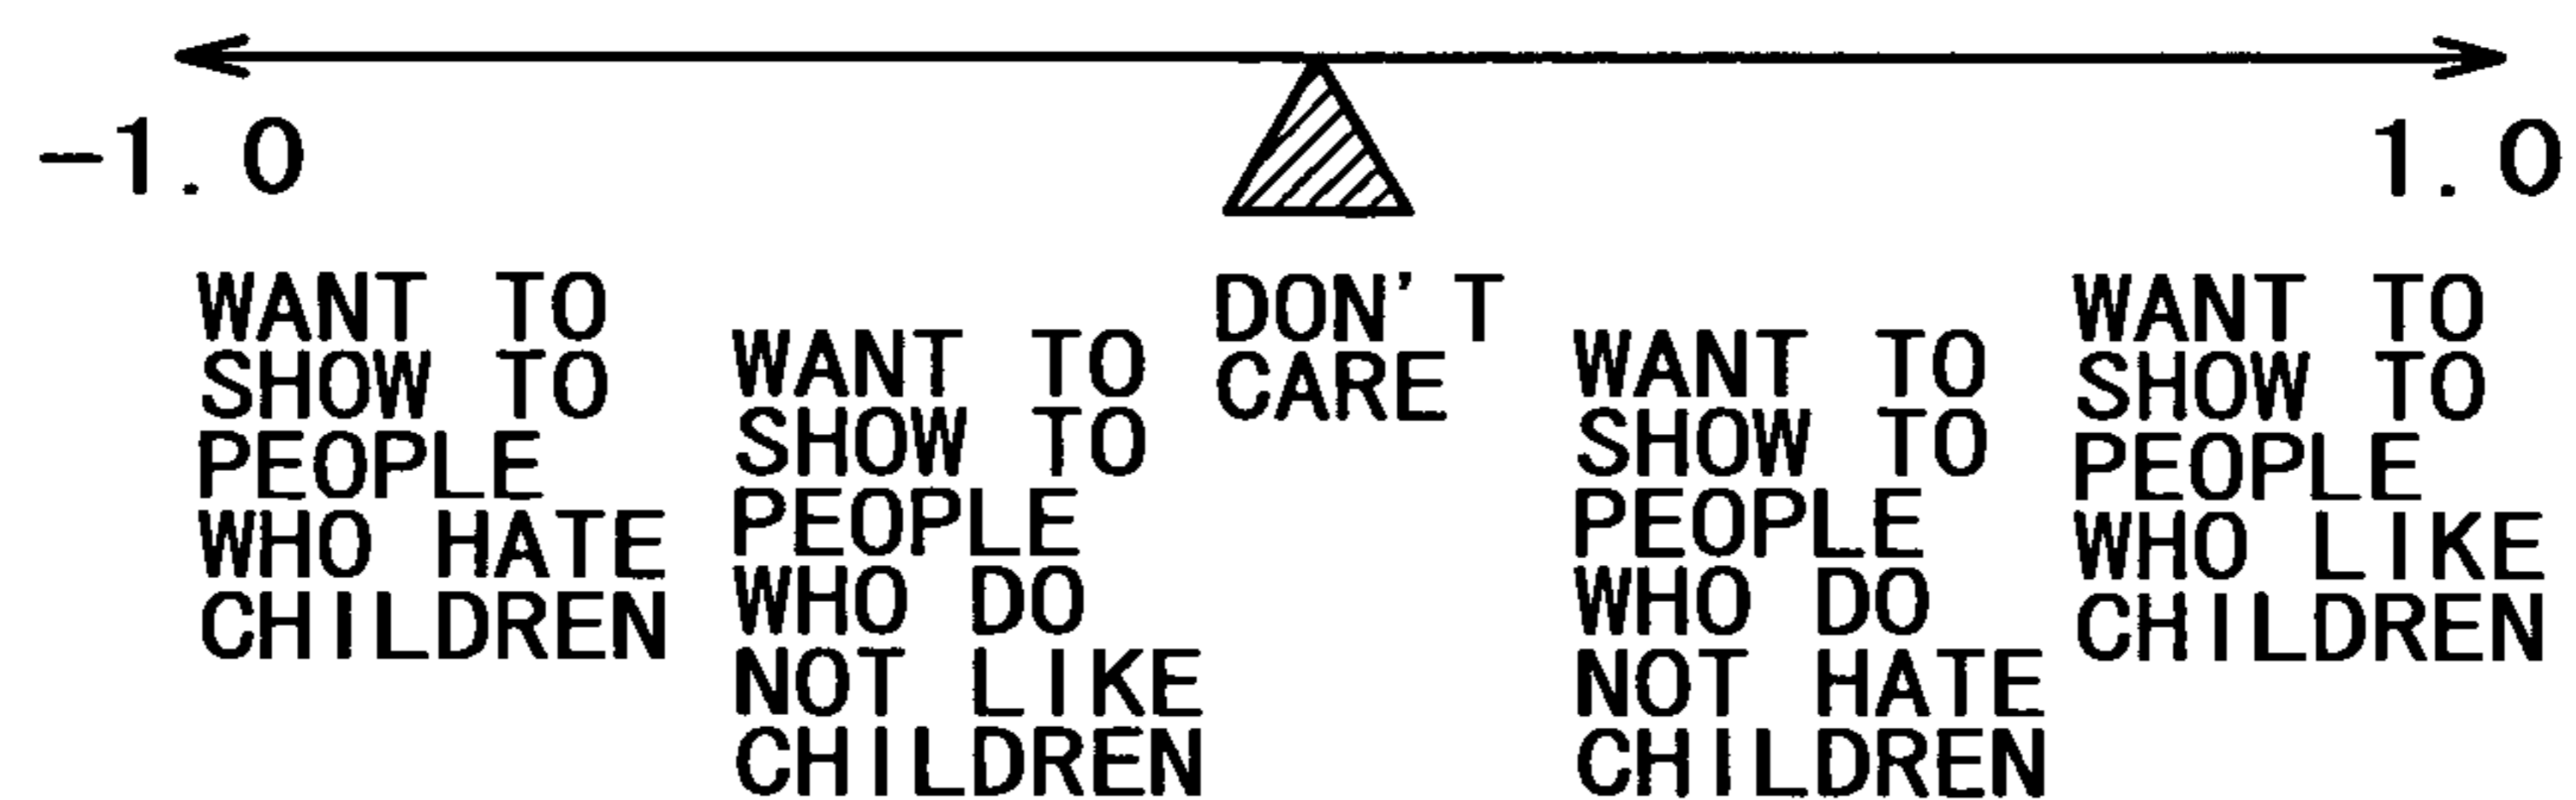 -1.0
1.0
WANT TO
SHOW TO
PEOPLE
WHO HATE
CHILDREN
WANT TO
SHOW TO
PEOPLE
WHO DO
NOT LIKE
CHILDREN
DON'T
CARE
WANT TO
SHOW TO
PEOPLE
WHO DO
NOT HATE
CHILDREN
WANT TO
SHOW TO
PEOPLE
WHO LIKE
CHILDREN